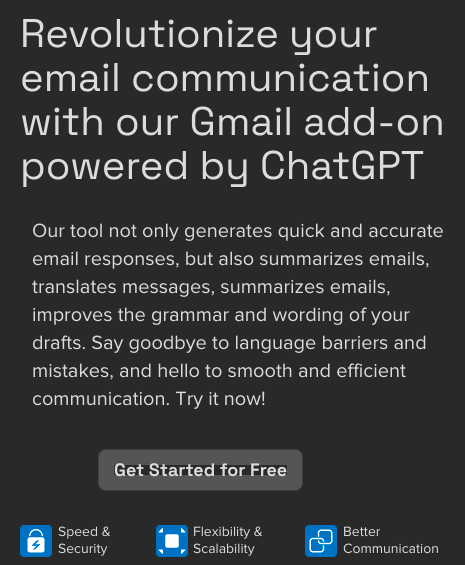 Revolutionize your
email communication
with our Gmail add-on
powered by ChatGPT
Our tool not only generates quick and accurate
email responses, but also summarizes emails,
translates messages, summarizes emails,
improves the grammar and wording of your
drafts. Say goodbye to language barriers and
mistakes, and hello to smooth and efficient
communication. Try it now!
Get Started for Free
Speed &
Security
Flexibility &
Scalability
Better
Communication